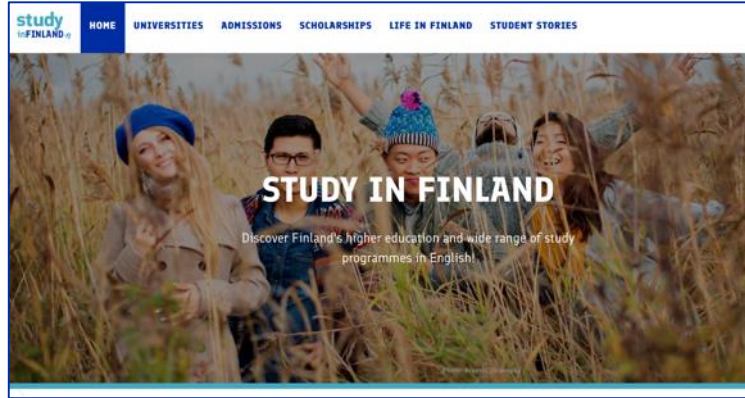 study
inFINLAND
HOME UNIVERSITIES ADMISSIONS SCHOLARSHIPS LIFE IN FINLAND STUDENT STORIES
STUDY IN FINLAND
Discover Finland's higher education and wide range of study
programmes in English!